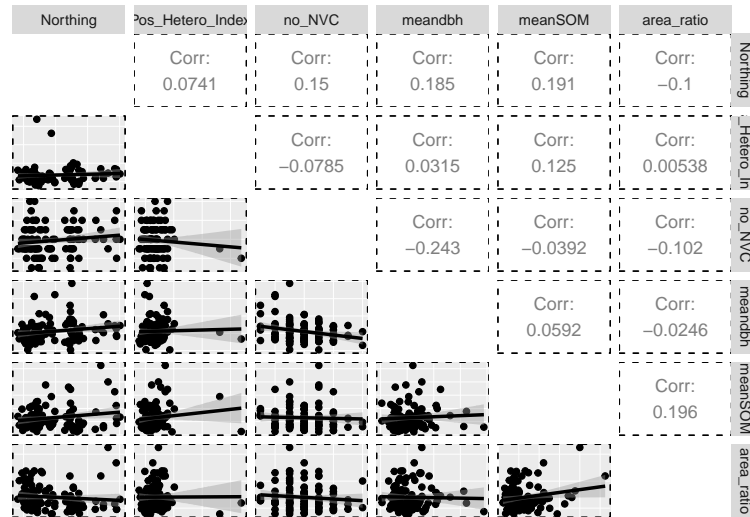 Northing Pos_Hetero_Index no_NVC meandbh meanSOM area_ratio
Corr: Corr: Corr: Corr: Corr:
0.0741 0.15 0.185 0.191 −0.1
Northing
Corr: Corr: Corr: Corr:
−0.0785 0.0315 0.125 0.00538
_Hetero_In
Corr: Corr: Corr:
−0.243 −0.0392 −0.102
no_NVC
Corr: Corr:
0.0592 −0.0246
meandbh
Corr:
0.196
meanSOM
area_ratio